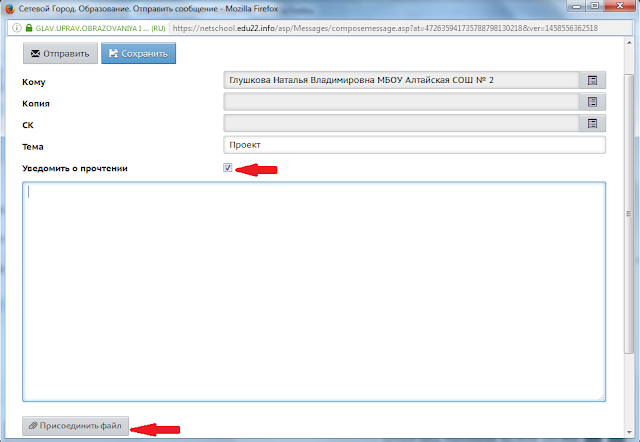 Сетевой Город. Образование. Отправить сообщение - Mozilla Firefox
GLAV.UPRAV.OBRAZOVANIYA I ... (RU) https://netschool.edu22.info/asp/Messages/composemessage.asp?at=472635941735788798130218&ver=1458556362518
Отправить Сохранить
Кому Глушкова Наталья Владимировна МБОУ Алтайская СОШ № 2
Копия
СК
Тема Проект
Уведомить о прочтении
Присоединить файл